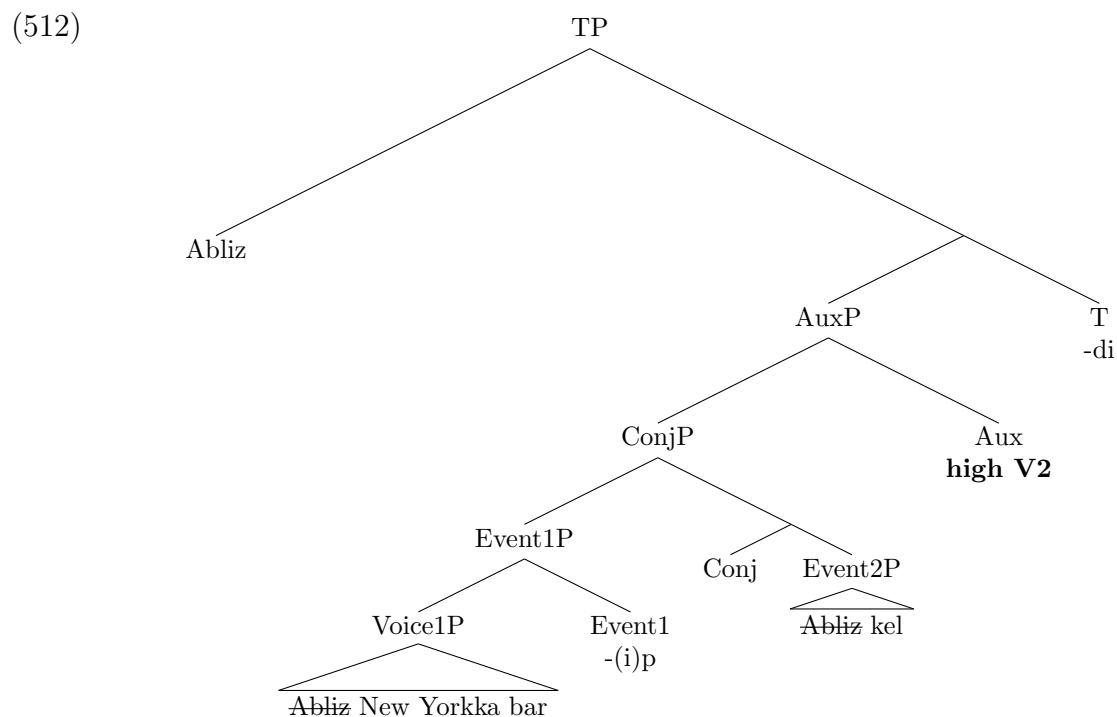 (512)
TP
Abliz
AuxP T
-di
ConjP Aux
high V2
Event1P Conj Event2P
Abliz kel
Voice1P Event1
-(i)p
Abliz New Yorkka bar